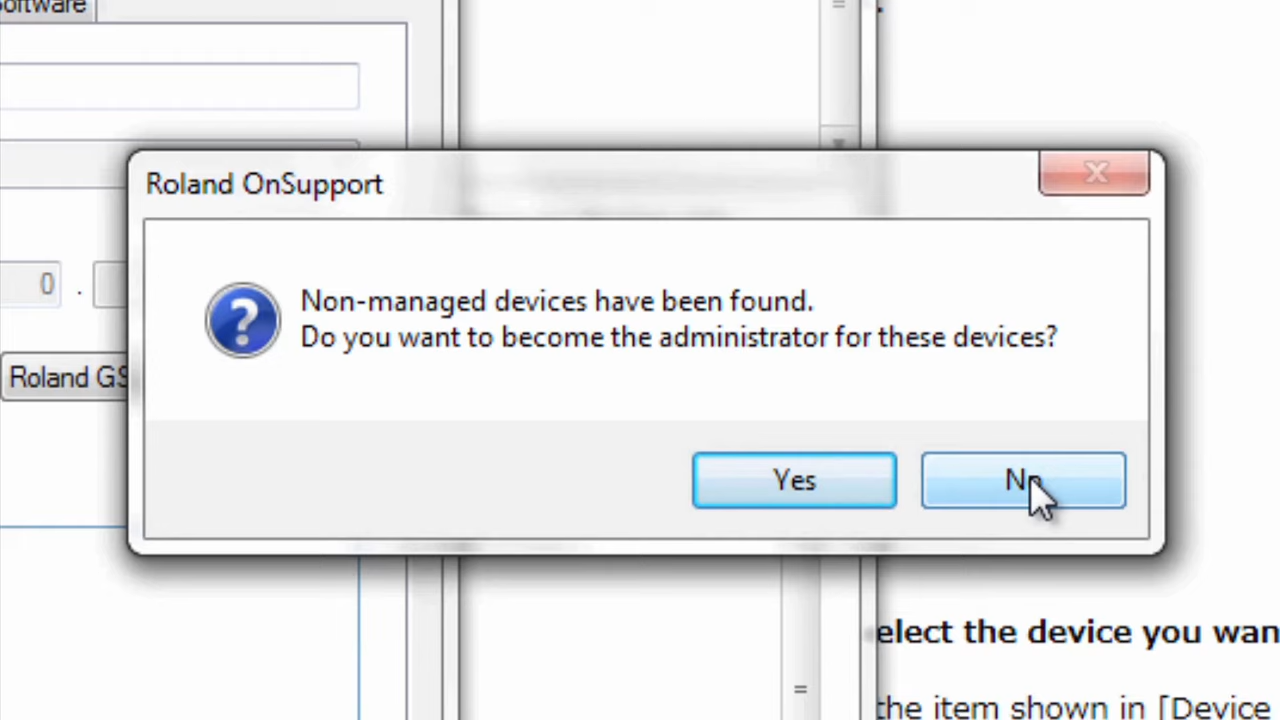 Software
Roland OnSupport
Non-managed devices have been found.
Do you want to become the administrator for these devices?
0 .
Roland GS
Yes
No
elect the device you wan
the item shown in [Device